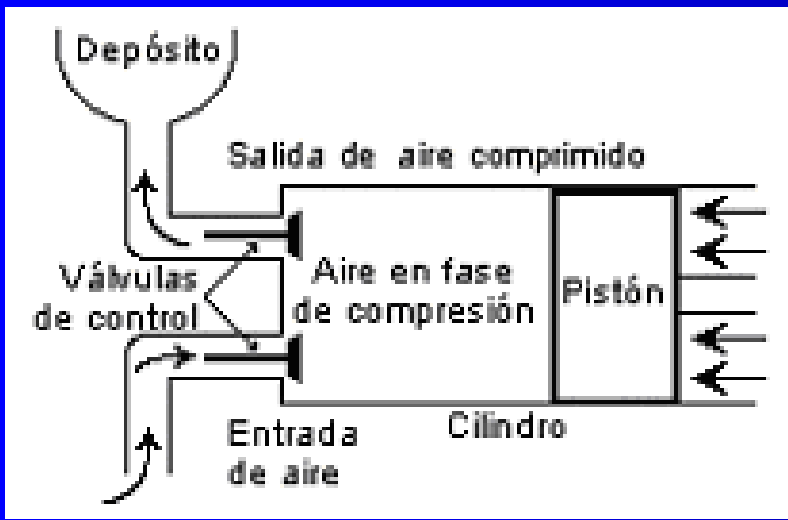 Depósito
Salida de aire comprimido
Válvulas
de control
Aire en fase
de compresión
Pistón
Entrada
de aire
Cilindro